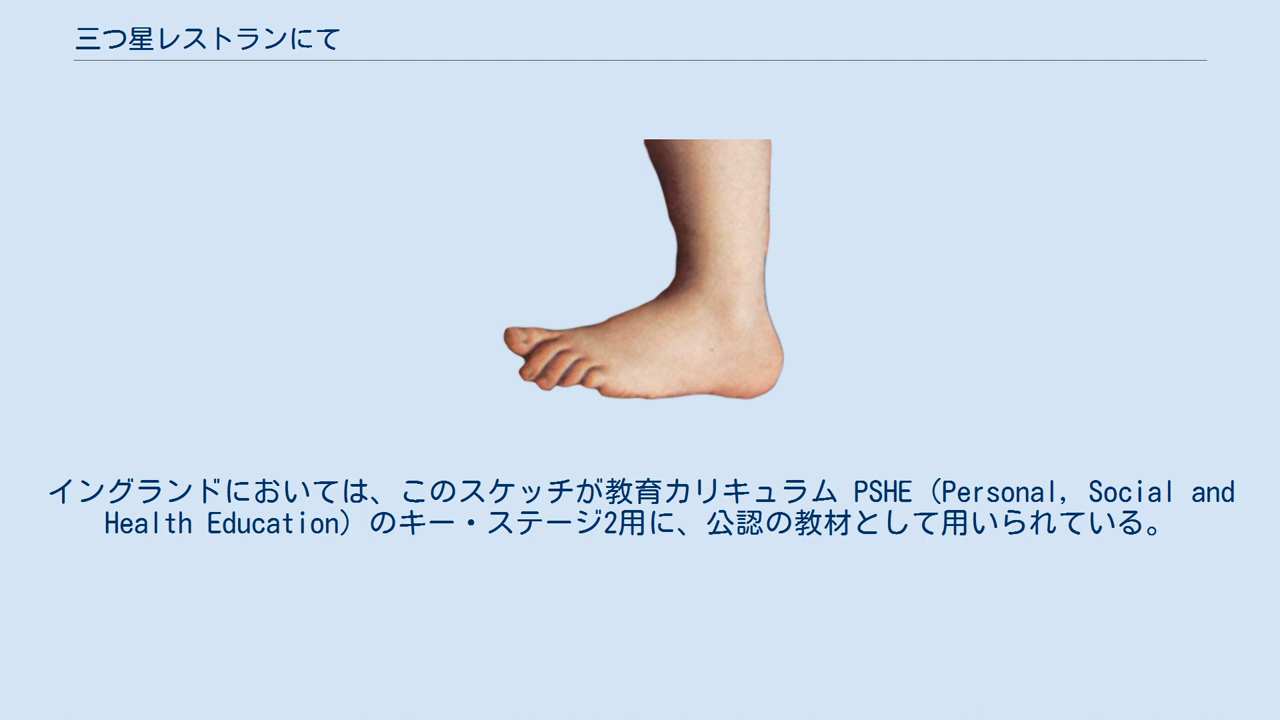 三つ星レストランにて
イングランドにおいては、このスケッチが教育カリキュラム PSHE (Personal, Social and
Health Education) のキー・ステージ2用に、公認の教材として用いられている。